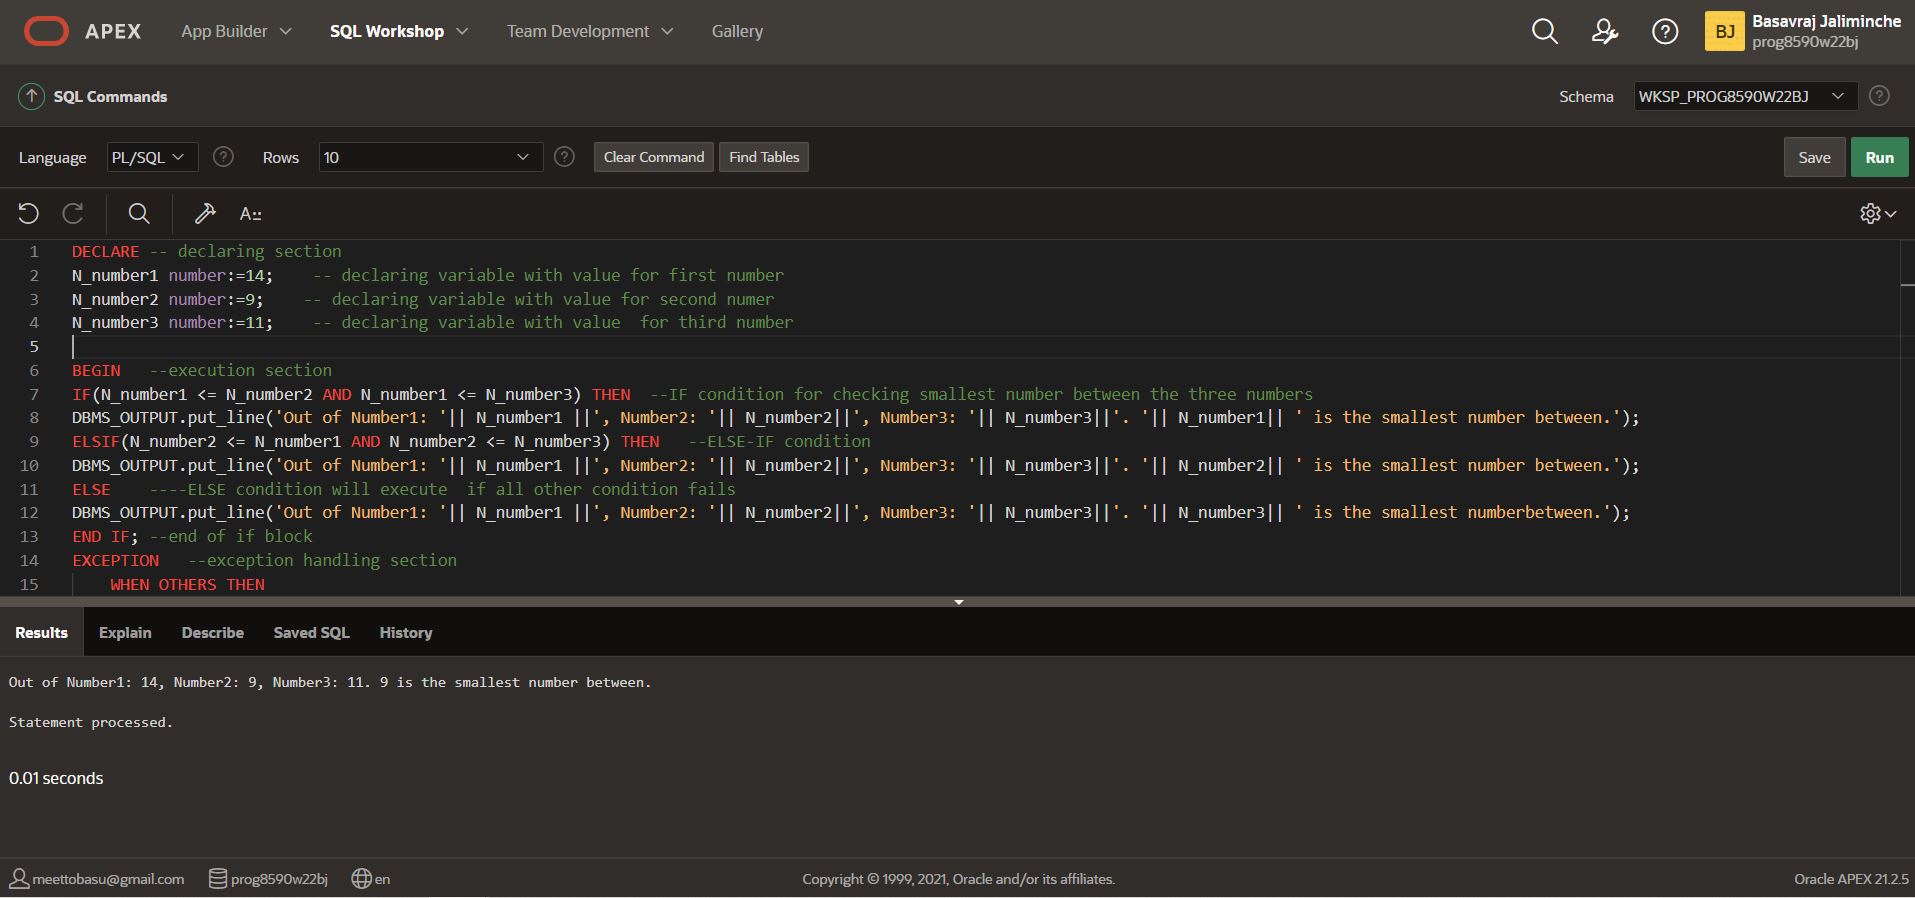 APEX App Builder SQL Workshop Team Development Gallery BJ Basavraj Jaliminche
prog8590w22bj
SQL Commands Schema WKSP_PROG8590W22BJ
Language PL/SQL Rows 10 Clear Command Find Tables Save Run
A::
1 DECLARE -- declaring section
2 N_number1 number:=14;    -- declaring variable with value for first number
3 N_number2 number:=9;    -- declaring variable with value for second numer
4 N_number3 number:=11;    -- declaring variable with value  for third number
5
6 BEGIN   --execution section
7 IF(N_number1 <= N_number2 AND N_number1 <= N_number3) THEN  --IF condition for checking smallest number between the three numbers
8 DBMS_OUTPUT.put_line('Out of Number1: '|| N_number1 ||', Number2: '|| N_number2||', Number3: '|| N_number3||'. '|| N_number1|| ' is the smallest number between.');
9 ELSIF(N_number2 <= N_number1 AND N_number2 <= N_number3) THEN   --ELSE-IF condition
10 DBMS_OUTPUT.put_line('Out of Number1: '|| N_number1 ||', Number2: '|| N_number2||', Number3: '|| N_number3||'. '|| N_number2|| ' is the smallest number between.');
11 ELSE    ----ELSE condition will execute  if all other condition fails
12 DBMS_OUTPUT.put_line('Out of Number1: '|| N_number1 ||', Number2: '|| N_number2||', Number3: '|| N_number3||'. '|| N_number3|| ' is the smallest numberbetween.');
13 END IF; --end of if block
14 EXCEPTION   --exception handling section
15     WHEN OTHERS THEN
Results Explain Describe Saved SQL History
Out of Number1: 14, Number2: 9, Number3: 11. 9 is the smallest number between.
Statement processed.
0.01 seconds
meettobasu@gmail.com prog8590w22bj en Copyright © 1999, 2021, Oracle and/or its affiliates. Oracle APEX 21.2.5